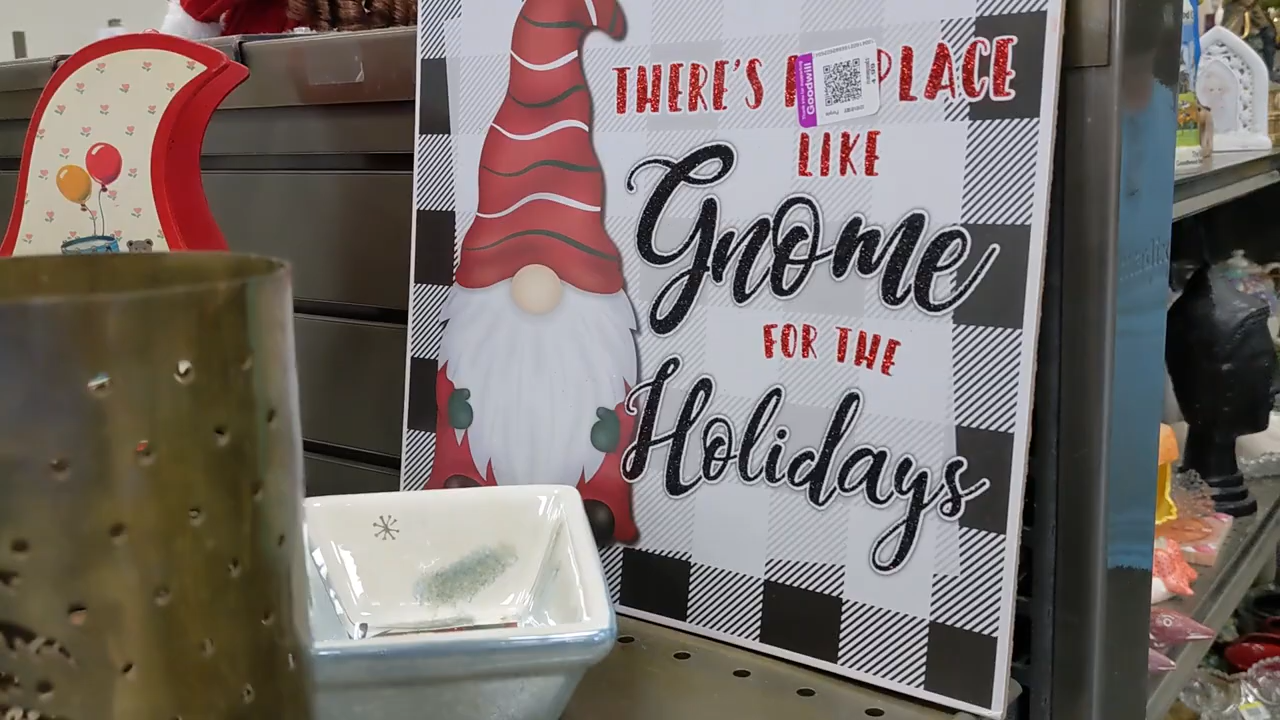 THERE'S PLACE
Goodwill
LIKE
Gnome
FOR THE
Holidays